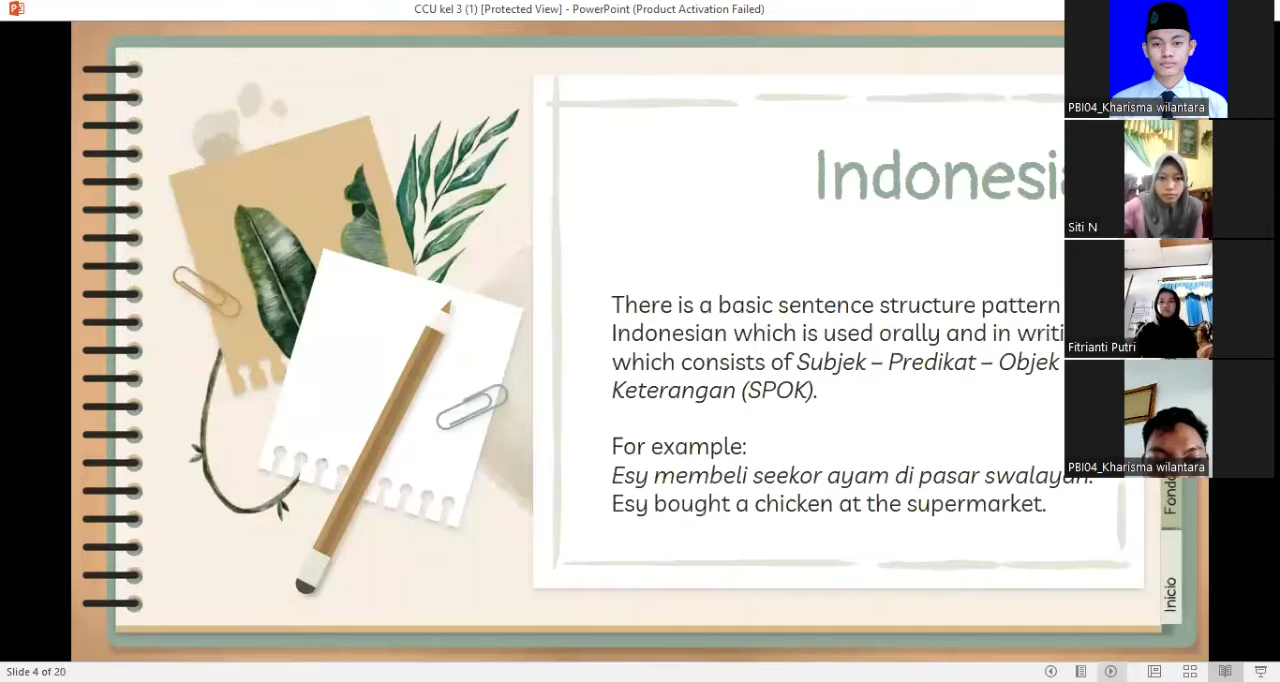 CCU kel 3 (1) [Protected View] - PowerPoint (Product Activation Failed)
There is a basic sentence structure pattern
Indonesian which is used orally and in
which consists of Subjek – Predikat – Objek
Keterangan (SPOK).
For example:
Esy membeli seekor ayam di pasar swalayan.
Esy bought a chicken at the supermarket.
Inicio
PBI04_Kharisma wilantara
Siti N
Fitrianti Putri
PBI04_Kharisma wilantara
Slide 4 of 20